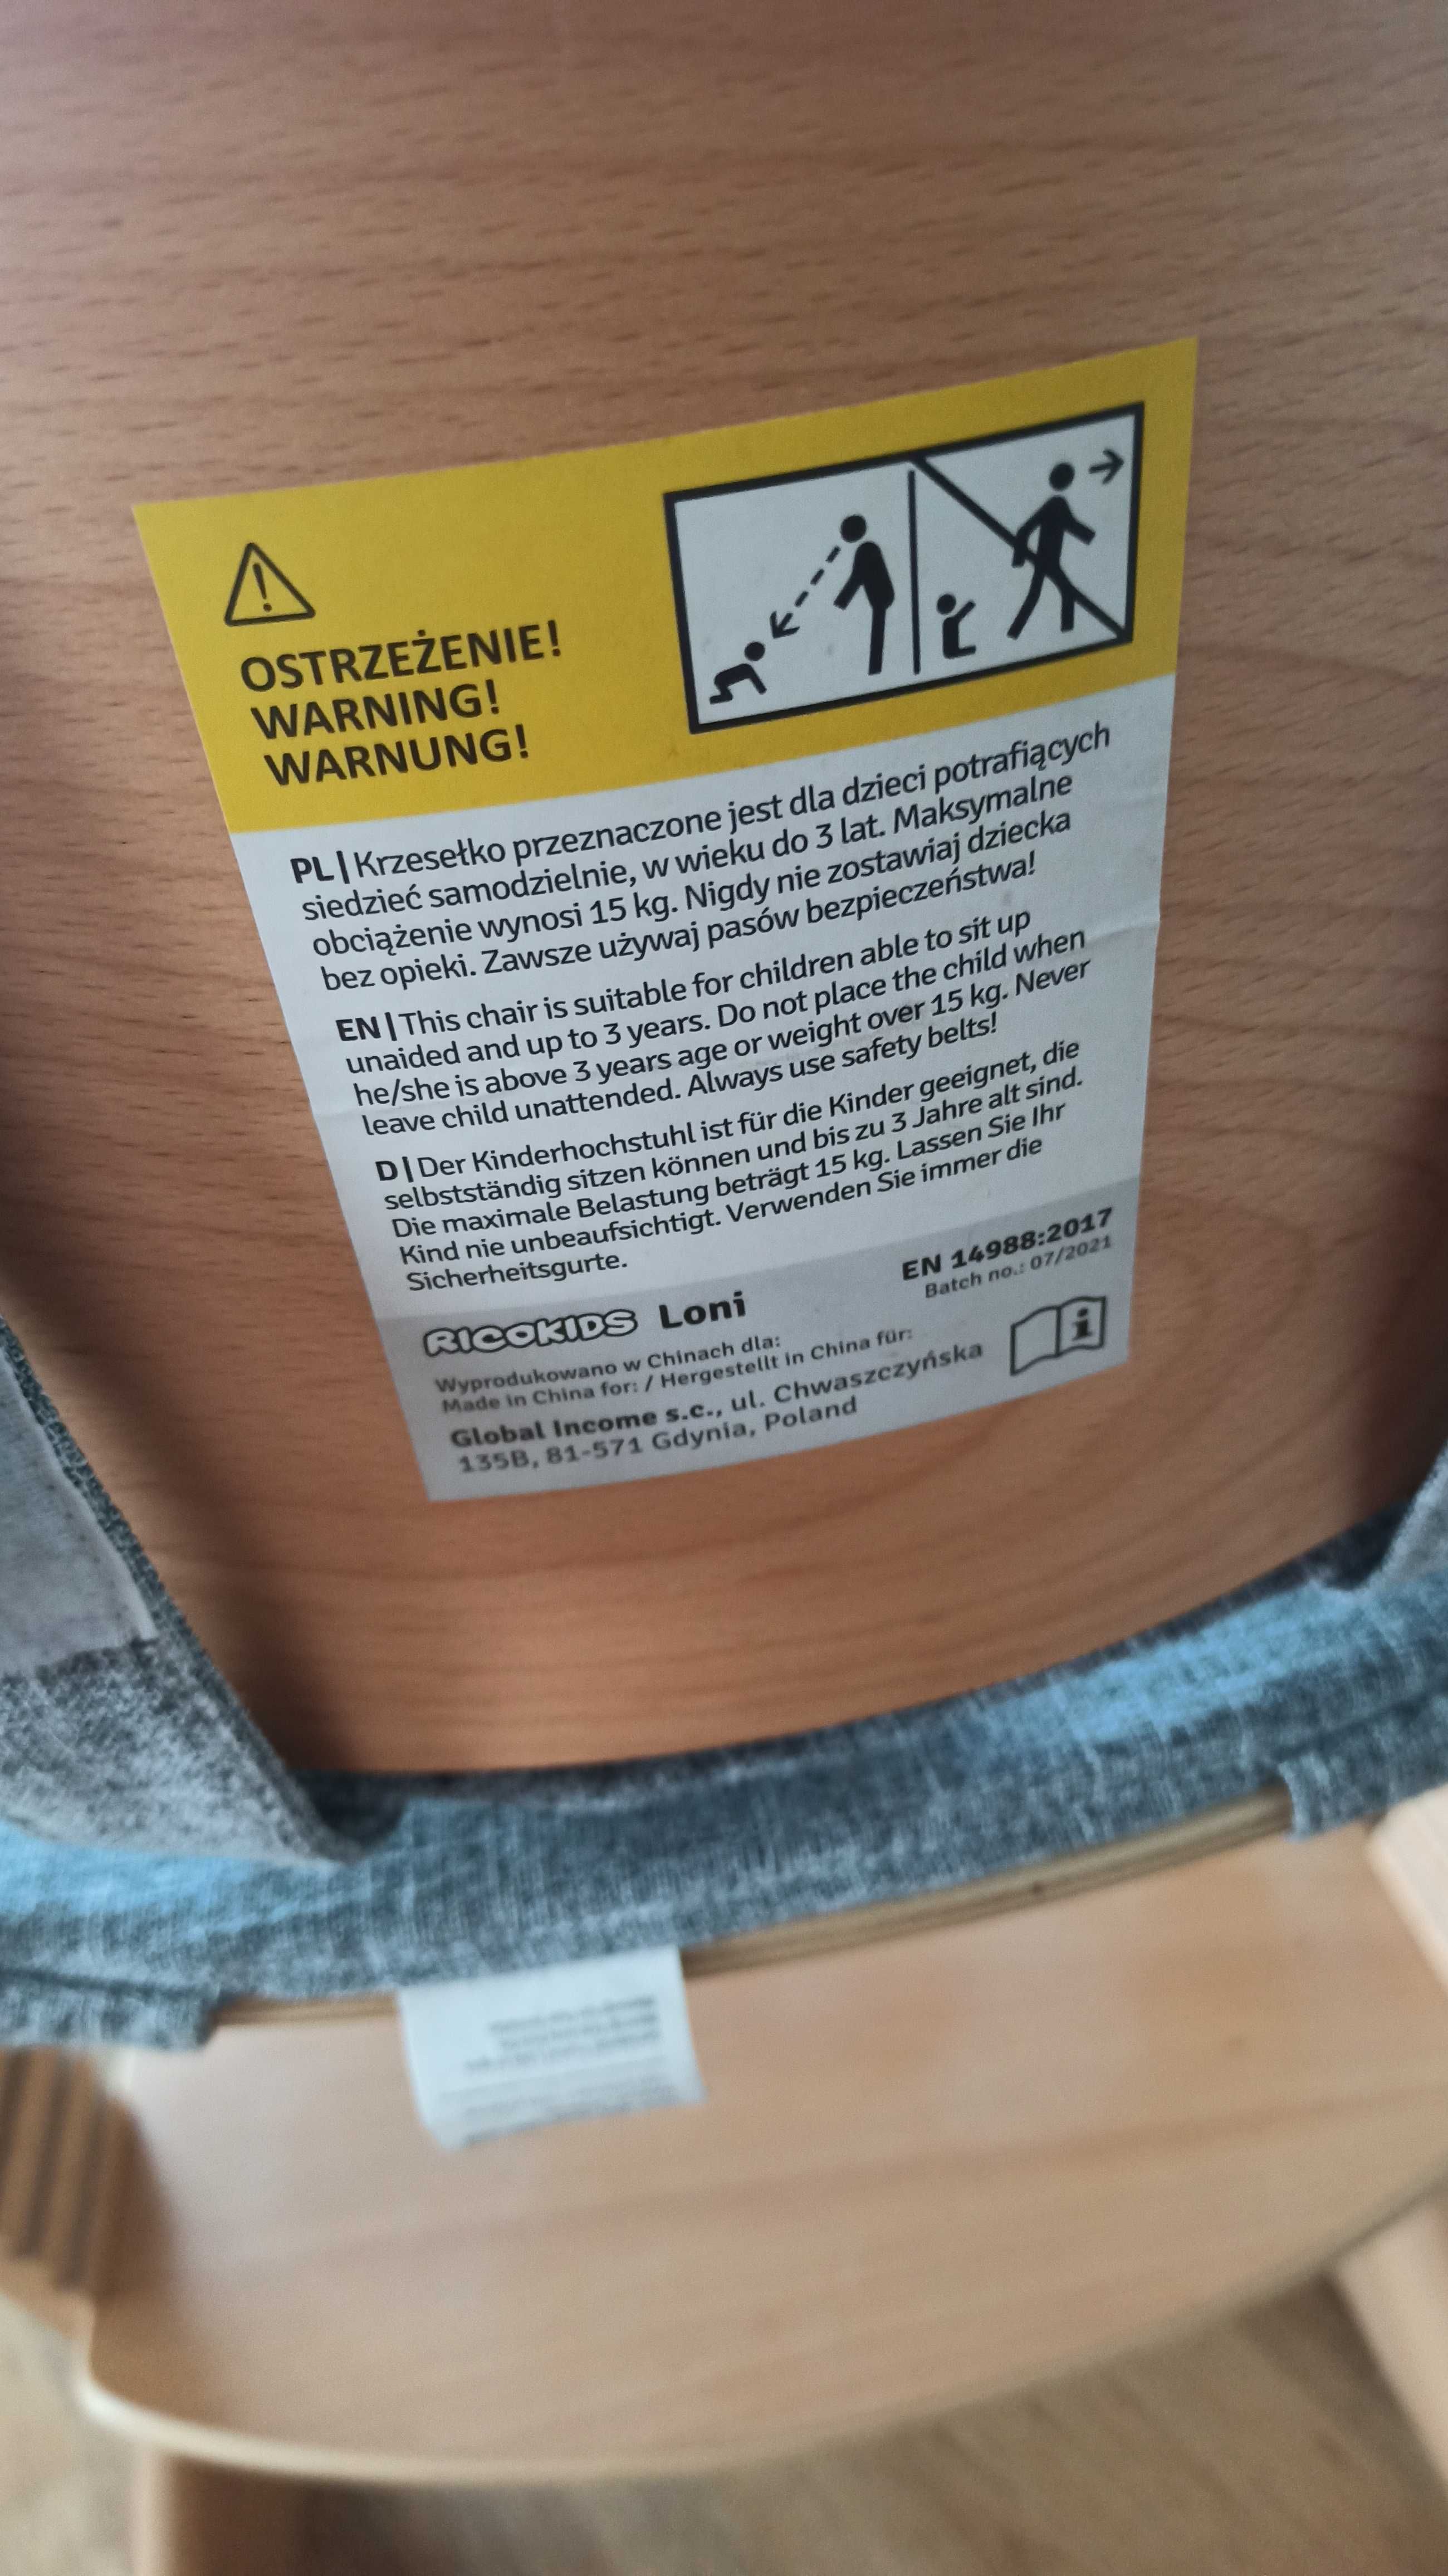 OSTRZEŻENIE!
WARNING!
WARNUNG!
PL | Krzesełko przeznaczone jest dla dzieci potrafiących
siedzieć samodzielnie, w wieku do 3 lat. Maksymalne
obciążenie wynosi 15 kg. Nigdy nie zostawiaj dziecka
bez opieki. Zawsze używaj pasów bezpieczeństwa!
EN | This chair is suitable for children able to sit up
unaided and up to 3 years. Do not place the child when
he/she is above 3 years age or weight over 15 kg. Never
leave child unattended. Always use safety belts!
D | Der Kinderhochstuhl ist für die Kinder geeignet, die
selbstständig sitzen können und bis zu 3 Jahre alt sind.
Die maximale Belastung beträgt 15 kg. Lassen Sie Ihr
Kind nie unbeaufsichtigt. Verwenden Sie immer die
Sicherheitsgurte.
EN 14988:2017
Batch no.: 07/2021
RICOKIDS Loni
Wyprodukowano w Chinach dla:
Made in China for: / Hergestellt in China für:
Global Income s.c., ul. Chwaszczyńska
135B, 81-571 Gdynia, Poland